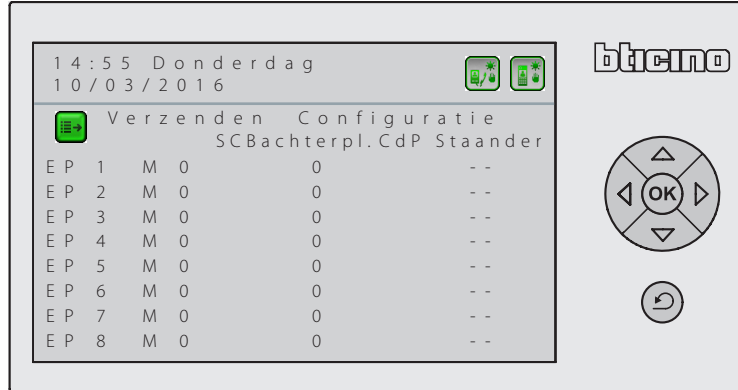 14:55 Donderdag
10/03/2016
bticino
Verzenden Configuratie
SCBachterpl.CdP Staander
EP 1 M 0 0 --
EP 2 M 0 0 --
EP 3 M 0 0 --
EP 4 M 0 0 --
OK
EP 5 M 0 0 --
EP 6 M 0 0 --
EP 7 M 0 0 --
EP 8 M 0 0 --